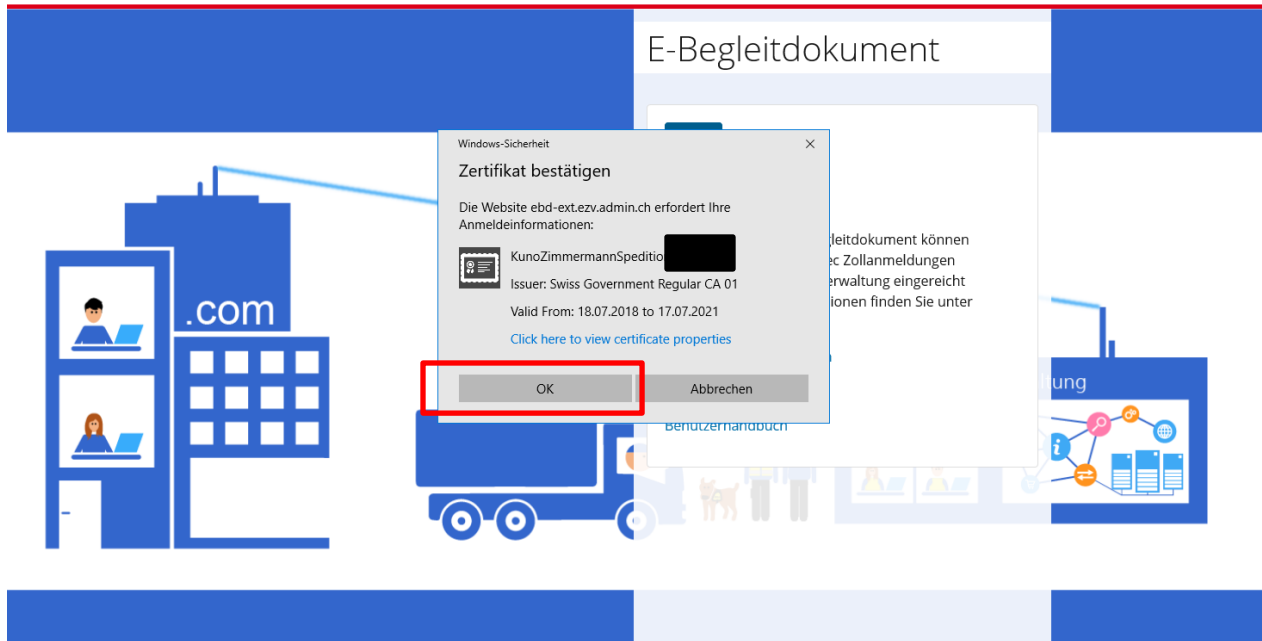 E-Begleitdokument
Windows-Sicherheit
Zertifikat bestätigen
Die Website ebd-ext.ezv.admin.ch erfordert Ihre
Anmeldeinformationen:
KunoZimmermannSpeditio
Issuer: Swiss Government Regular CA 01
Valid From: 18.07.2018 to 17.07.2021
Click here to view certificate properties
OK
Abbrechen
gleitdokument können
ec Zollanmeldungen
erwaltung eingereicht
ionen finden Sie unter
Benutzerhandbuch
.com
ltung